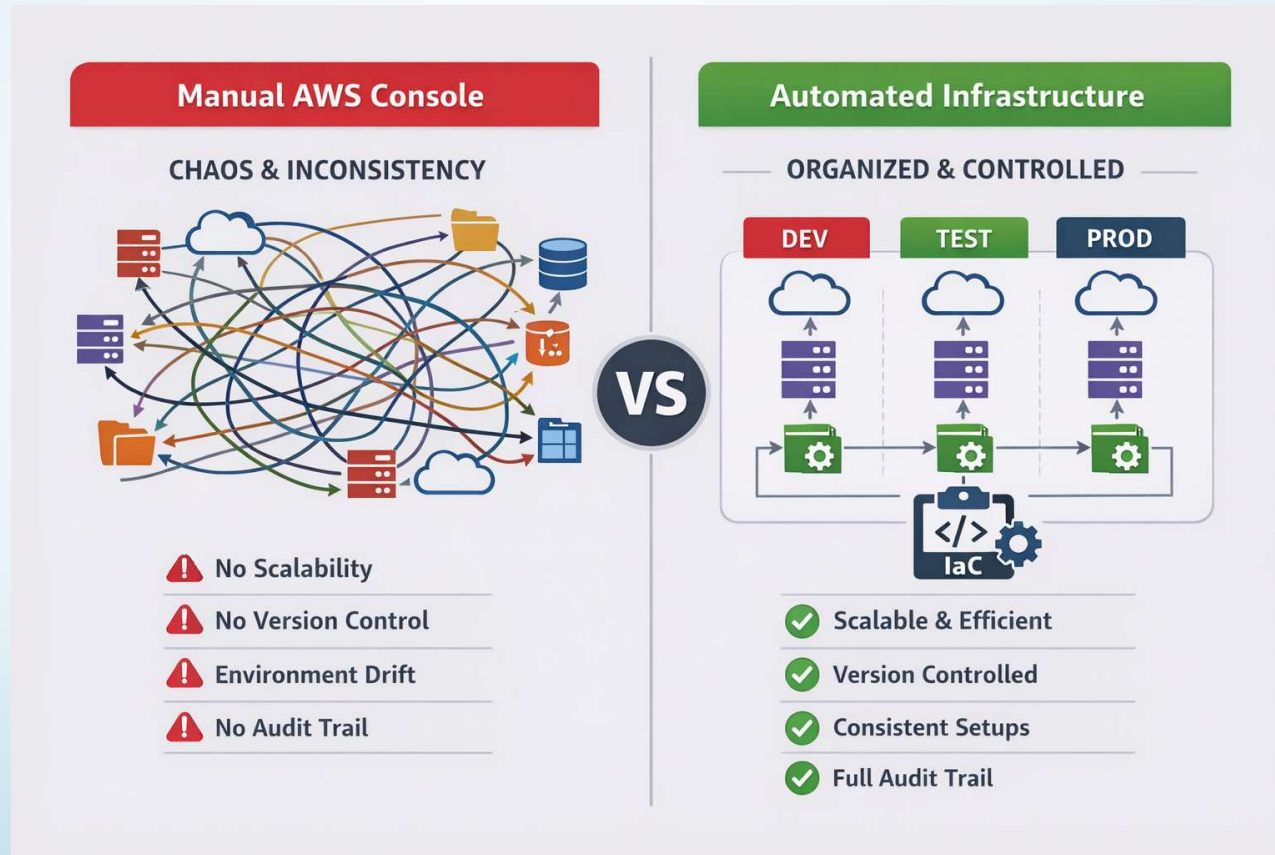 Manual AWS Console
CHAOS & INCONSISTENCY
No Scalability
No Version Control
Environment Drift
No Audit Trail
VS
Automated Infrastructure
ORGANIZED & CONTROLLED
DEV
TEST
PROD
</>
IaC
Scalable & Efficient
Version Controlled
Consistent Setups
Full Audit Trail